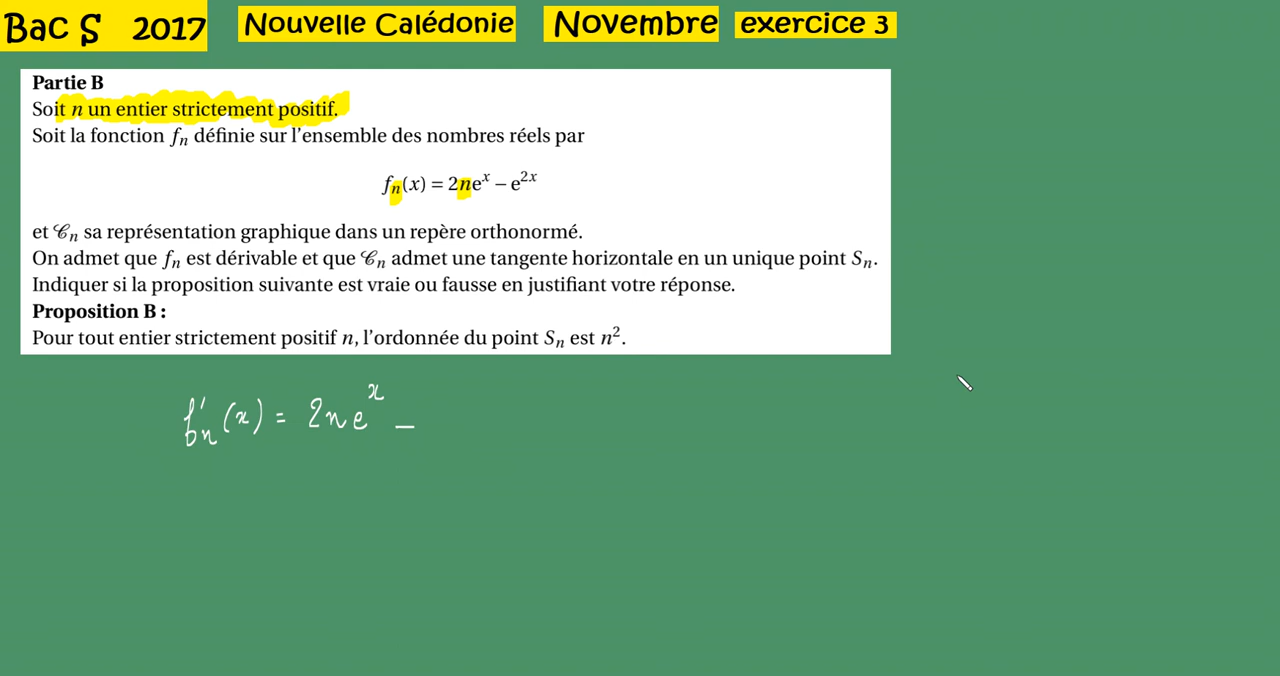 Bac S 2017 Nouvelle Calédonie Novembre exercice 3
Partie B
Soit n un entier strictement positif.
Soit la fonction fₙ définie sur l'ensemble des nombres réels par
fₙ(x) = 2neˣ − e²ˣ
et 𝒞ₙ sa représentation graphique dans un repère orthonormé.
On admet que fₙ est dérivable et que 𝒞ₙ admet une tangente horizontale en un unique point Sₙ.
Indiquer si la proposition suivante est vraie ou fausse en justifiant votre réponse.
Proposition B :
Pour tout entier strictement positif n, l'ordonnée du point Sₙ est n².
f'ₙ(x) = 2neˣ −